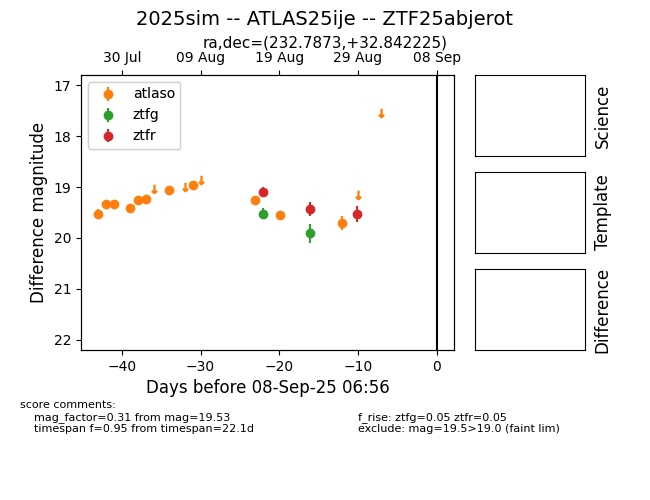 2025sim -- ATLAS25ije -- ZTF25abjerot
ra,dec=(232.7873,+32.842225)
30 Jul 09 Aug 19 Aug 29 Aug 08 Sep
17
18
19
20
21
22
Difference magnitude
atlaso
ztfg
ztfr
−40 −30 −20 −10 0
Days before 08-Sep-25 06:56
Science
Template
Difference
score comments:
mag_factor=0.31 from mag=19.53
timespan f=0.95 from timespan=22.1d
f_rise: ztfg=0.05 ztfr=0.05
exclude: mag=19.5>19.0 (faint lim)